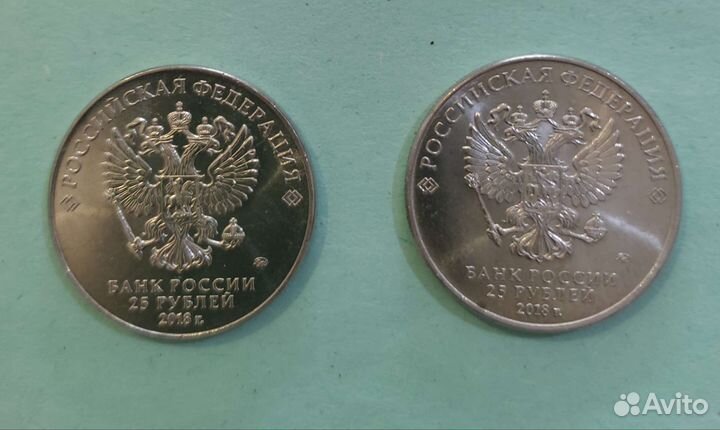 РОССИЙСКАЯ ФЕДЕРАЦИЯ
БАНК РОССИИ
25 РУБЛЕЙ
2018 г.
РОССИЙСКАЯ ФЕДЕРАЦИЯ
БАНК РОССИИ
25 РУБЛЕЙ
2018 г.
Avito